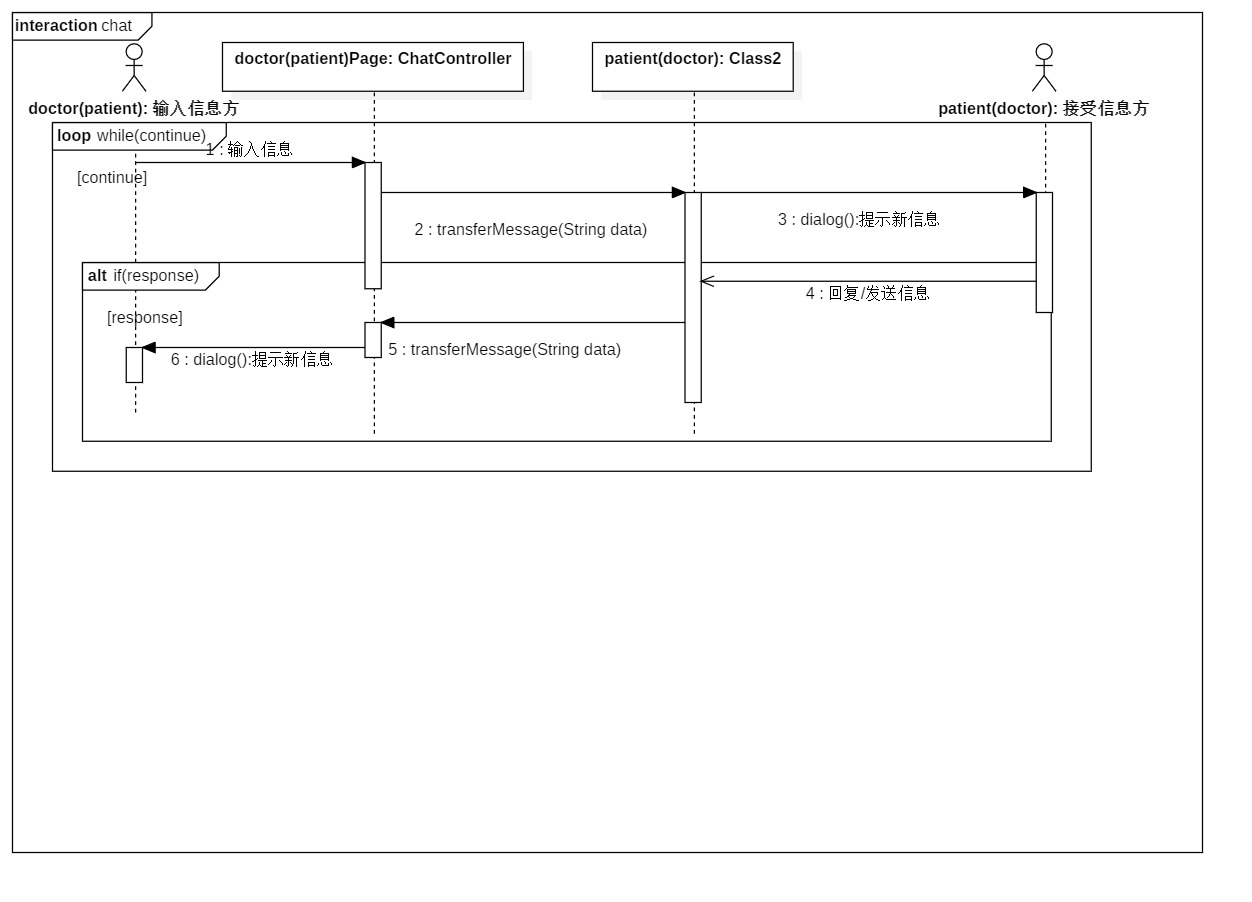 interaction chat
doctor(patient)Page: ChatController
patient(doctor): Class2
doctor(patient): 输入信息方
patient(doctor): 接受信息方
loop while(continue)
1 : 输入信息
[continue]
2 : transferMessage(String data)
3 : dialog():提示新信息
alt if(response)
4 : 回复/发送信息
[response]
5 : transferMessage(String data)
6 : dialog():提示新信息